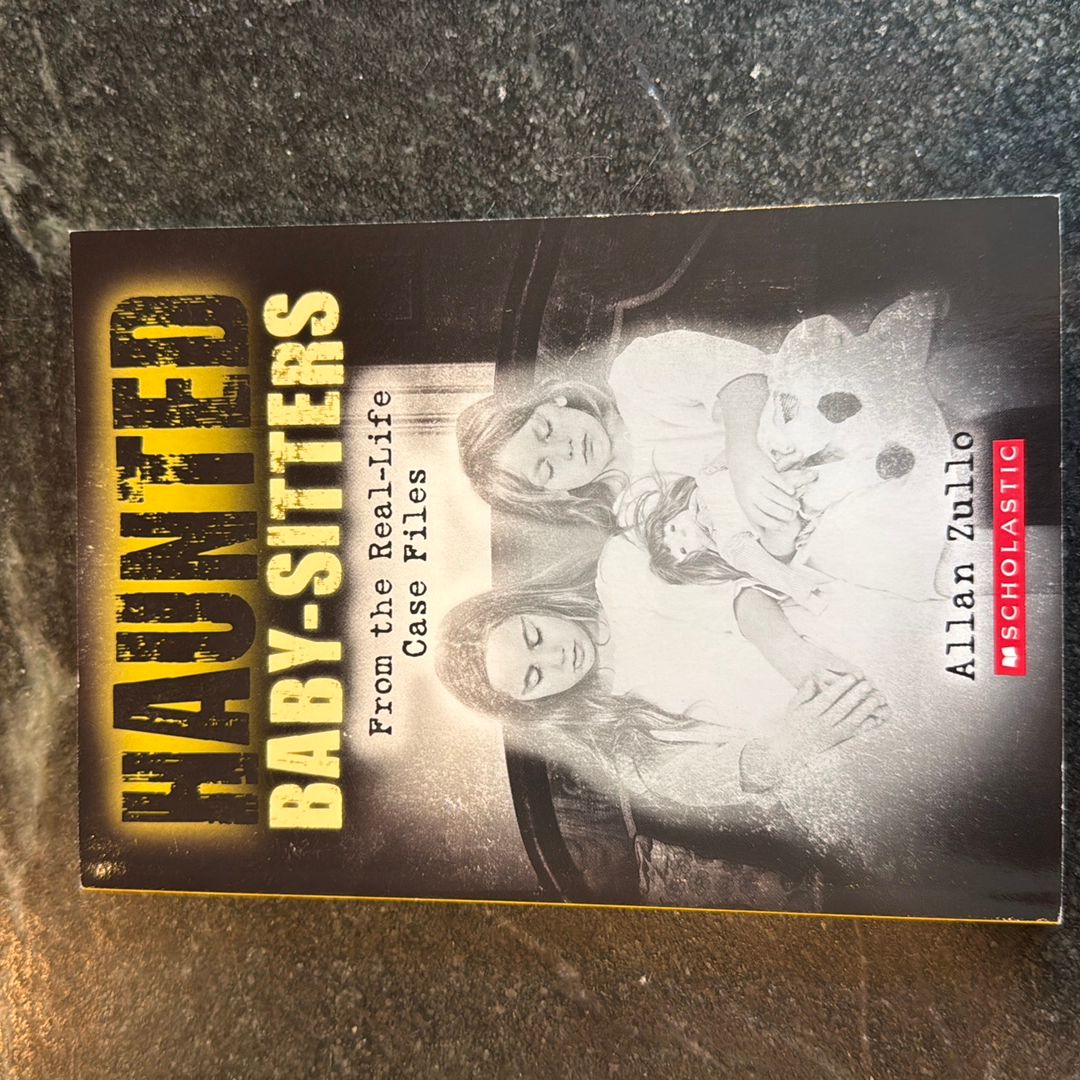 HAUNTED
BABY-SITTERS
From the Real-Life
Case Files
Allan Zullo
SCHOLASTIC